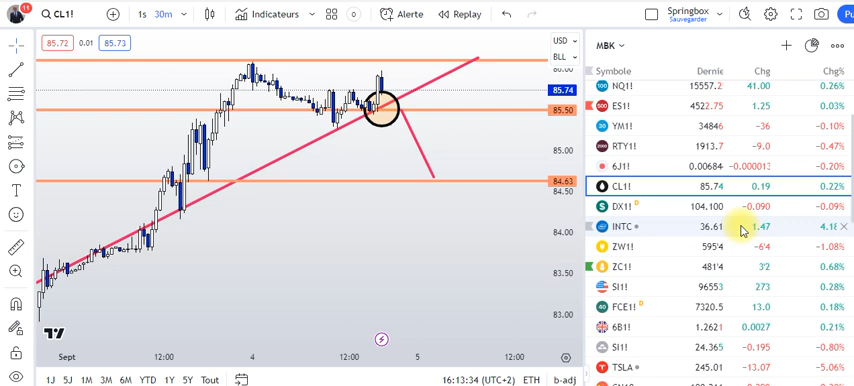 11
CL1!
1s
30m
Indicateurs
Alerte
Replay
Springbox
Sauvegarder
Pu
85.72
0.01
85.73
USD
BLL
86.00
85.74
85.50
85.00
84.63
84.00
83.50
83.00
Sept
12:00
4
12:00
5
12:00
1J
5J
1M
3M
6M
YTD
1Y
5Y
Tout
16:13:34 (UTC+2)
ETH
b-adj
MBK
Symbole
Dernie
Chg
Chg%
NQ1! 15557.2 41.00 0.26%
ES1! 4522.75 1.25 0.03%
YM1! 34846 -36 -0.10%
RTY1! 1913.7 -9.0 -0.47%
6J1! 0.00684 -0.000013 -0.20%
CL1! 85.74 0.19 0.22%
DX1! D 104.100 -0.090 -0.09%
INTC 36.61 1.47 4.18
ZW1! 595'4 -6'4 -1.08%
ZC1! 481'4 3'2 0.68%
SI1! 96553 273 0.28%
FCE1! D 7320.5 13.0 0.18%
6B1! 1.2621 0.0027 0.21%
SI1! 24.365 -0.195 -0.80%
TSLA 245.01 -13.07 -5.06%